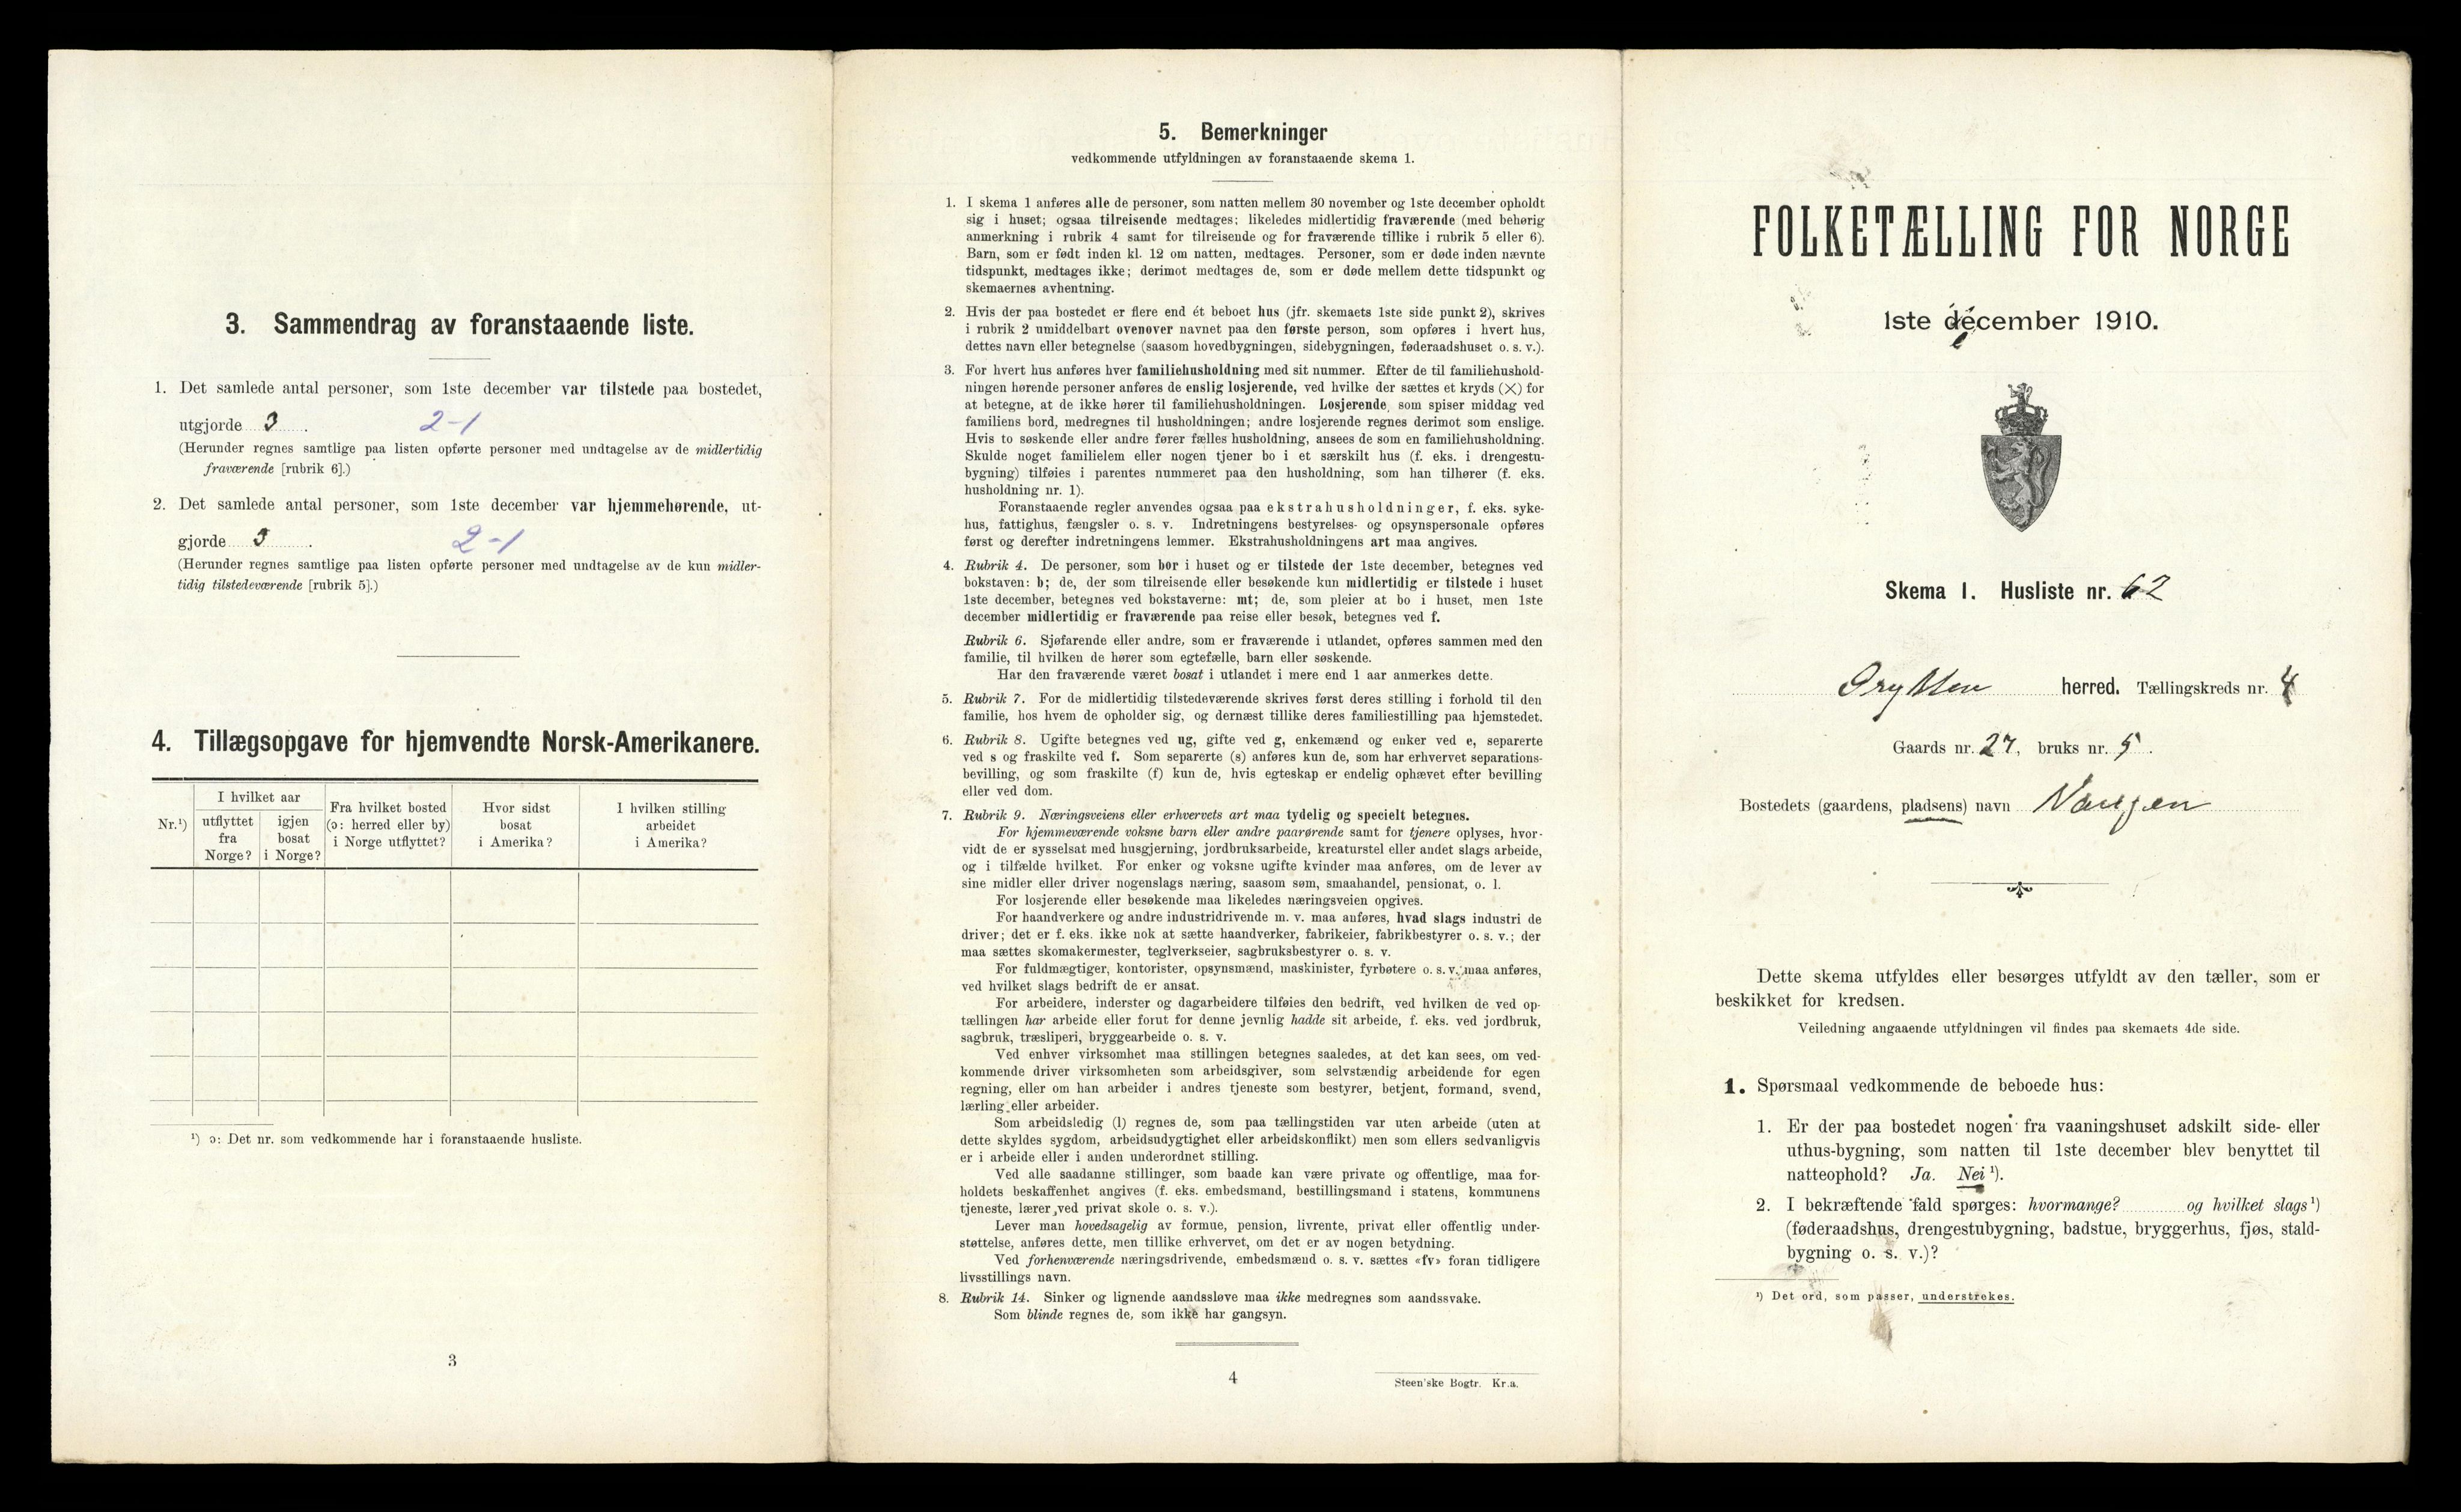 3. Sammendrag av foranstaaende liste.
1. Det samlede antal personer, som 1ste december var tilstede paa bostedet,
utgjorde 3. 2-1
(Herunder regnes samtlige paa listen opførte personer med undtagelse av de midlertidig
fraværende [rubrik 6].)
2. Det samlede antal personer, som 1ste december var hjemmehørende, ut-
gjorde 3. 2-1
(Herunder regnes samtlige paa listen opførte personer med undtagelse av de kun midler-
tidig tilstedeværende [rubrik 5].)
4. Tillægsopgave for hjemvendte Norsk-Amerikanere.
Nr.¹)
I hvilket aar
utflyttet fra Norge?
igjen bosat i Norge?
Fra hvilket bosted (ɔ: herred eller by) i Norge utflyttet?
Hvor sidst bosat i Amerika?
I hvilken stilling arbeidet i Amerika?
¹) ɔ: Det nr. som vedkommende har i foranstaaende husliste.
3
5. Bemerkninger
vedkommende utfyldningen av foranstaaende skema 1.
1. I skema 1 anføres alle de personer, som natten mellem 30 november og 1ste december opholdt
sig i huset; ogsaa tilreisende medtages; likeledes midlertidig fraværende (med behørig
anmerkning i rubrik 4 samt for tilreisende og for fraværende tillike i rubrik 5 eller 6).
Barn, som er født inden kl. 12 om natten, medtages. Personer, som er døde inden nævnte
tidspunkt, medtages ikke; derimot medtages de, som er døde mellem dette tidspunkt og
skemaernes avhentning.
2. Hvis der paa bostedet er flere end ét beboet hus (jfr. skemaets 1ste side punkt 2), skrives
i rubrik 2 umiddelbart ovenover navnet paa den første person, som opføres i hvert hus,
dettes navn eller betegnelse (saasom hovedbygningen, sidebygningen, føderaadshuset o. s. v.).
3. For hvert hus anføres hver familiehusholdning med sit nummer. Efter de til familiehushold-
ningen hørende personer anføres de enslig losjerende, ved hvilke der sættes et kryds (×) for
at betegne, at de ikke hører til familiehusholdningen. Losjerende, som spiser middag ved
familiens bord, medregnes til husholdningen; andre losjerende regnes derimot som enslige.
Hvis to søskende eller andre fører fælles husholdning, ansees de som en familiehusholdning.
Skulde noget familielem eller nogen tjener bo i et særskilt hus (f. eks. i drengestu-
bygning) tilføies i parentes nummeret paa den husholdning, som han tilhører (f. eks.
husholdning nr. 1).
Foranstaaende regler anvendes ogsaa paa ekstrahusholdninger, f. eks. syke-
hus, fattighus, fængsler o. s. v. Indretningens bestyrelses- og opsynspersonale opføres
først og derefter indretningens lemmer. Ekstrahusholdningens art maa angives.
4. Rubrik 4. De personer, som bor i huset og er tilstede der 1ste december, betegnes ved
bokstaven: b; de, der som tilreisende eller besøkende kun midlertidig er tilstede i huset
1ste december, betegnes ved bokstaverne: mt; de, som pleier at bo i huset, men 1ste
december midlertidig er fraværende paa reise eller besøk, betegnes ved f.
Rubrik 6. Sjøfarende eller andre, som er fraværende i utlandet, opføres sammen med den
familie, til hvilken de hører som egtefælle, barn eller søskende.
Har den fraværende været bosat i utlandet i mere end 1 aar anmerkes dette.
5. Rubrik 7. For de midlertidig tilstedeværende skrives først deres stilling i forhold til den
familie, hos hvem de opholder sig, og dernæst tillike deres familiestilling paa hjemstedet.
6. Rubrik 8. Ugifte betegnes ved ug, gifte ved g, enkemænd og enker ved e, separerte
ved s og fraskilte ved f. Som separerte (s) anføres kun de, som har erhvervet separations-
bevilling, og som fraskilte (f) kun de, hvis egteskap er endelig ophævet efter bevilling
eller ved dom.
7. Rubrik 9. Næringsveiens eller erhvervets art maa tydelig og specielt betegnes.
For hjemmeværende voksne barn eller andre paarørende samt for tjenere oplyses, hvor-
vidt de er sysselsat med husgjerning, jordbruksarbeide, kreaturstel eller andet slags arbeide,
og i tilfælde hvilket. For enker og voksne ugifte kvinder maa anføres, om de lever av
sine midler eller driver nogenslags næring, saasom søm, smaahandel, pensionat, o. l.
For losjerende eller besøkende maa likeledes næringsveien opgives.
For haandverkere og andre industridrivende m. v. maa anføres, hvad slags industri de
driver; det er f. eks. ikke nok at sætte haandverker, fabrikeier, fabrikbestyrer o. s. v.; der
maa sættes skomakermester, teglverkseier, sagbruksbestyrer o. s. v.
For fuldmægtiger, kontorister, opsynsmænd, maskinister, fyrbøtere o. s. v. maa anføres,
ved hvilket slags bedrift de er ansat.
For arbeidere, inderster og dagarbeidere tilføies den bedrift, ved hvilken de ved op-
tællingen har arbeide eller forut for denne jevnlig hadde sit arbeide, f. eks. ved jordbruk,
sagbruk, træsliperi, bryggearbeide o. s. v.
Ved enhver virksomhet maa stillingen betegnes saaledes, at det kan sees, om ved-
kommende driver virksomheten som arbeidsgiver, som selvstændig arbeidende for egen
regning, eller om han arbeider i andres tjeneste som bestyrer, betjent, formand, svend,
lærling eller arbeider.
Som arbeidsledig (l) regnes de, som paa tællingstiden var uten arbeide (uten at
dette skyldes sygdom, arbeidsudygtighet eller arbeidskonflikt) men som ellers sedvanligvis
er i arbeide eller i anden underordnet stilling.
Ved alle saadanne stillinger, som baade kan være private og offentlige, maa for-
holdets beskaffenhet angives (f. eks. embedsmand, bestillingsmand i statens, kommunens
tjeneste, lærer ved privat skole o. s. v.).
Lever man hovedsagelig av formue, pension, livrente, privat eller offentlig under-
støttelse, anføres dette, men tillike erhvervet, om det er av nogen betydning.
Ved forhenværende næringsdrivende, embedsmænd o. s. v. sættes «fv» foran tidligere
livsstillings navn.
8. Rubrik 14. Sinker og lignende aandssløve maa ikke medregnes som aandssvake.
Som blinde regnes de, som ikke har gangsyn.
4
Steen'ske Bogtr. Kr.a.
FOLKETÆLLING FOR NORGE
1ste december 1910.
Skema 1. Husliste nr. 62
Grytten herred. Tællingskreds nr. 4
Gaards nr. 27, bruks nr. 5.
Bostedets (gaardens, pladsens) navn
Dette skema utfyldes eller besørges utfyldt av den tæller, som er
beskikket for kredsen.
Veiledning angaaende utfyldningen vil findes paa skemaets 4de side.
1. Spørsmaal vedkommende de beboede hus:
1. Er der paa bostedet nogen fra vaaningshuset adskilt side- eller
uthus-bygning, som natten til 1ste december blev benyttet til
natteophold? Ja. Nei ¹).
2. I bekræftende fald spørges: hvormange? og hvilket slags ¹)
(føderaadshus, drengestubygning, badstue, bryggerhus, fjøs, stald-
bygning o. s. v.)?
¹) Det ord, som passer, understrekes.